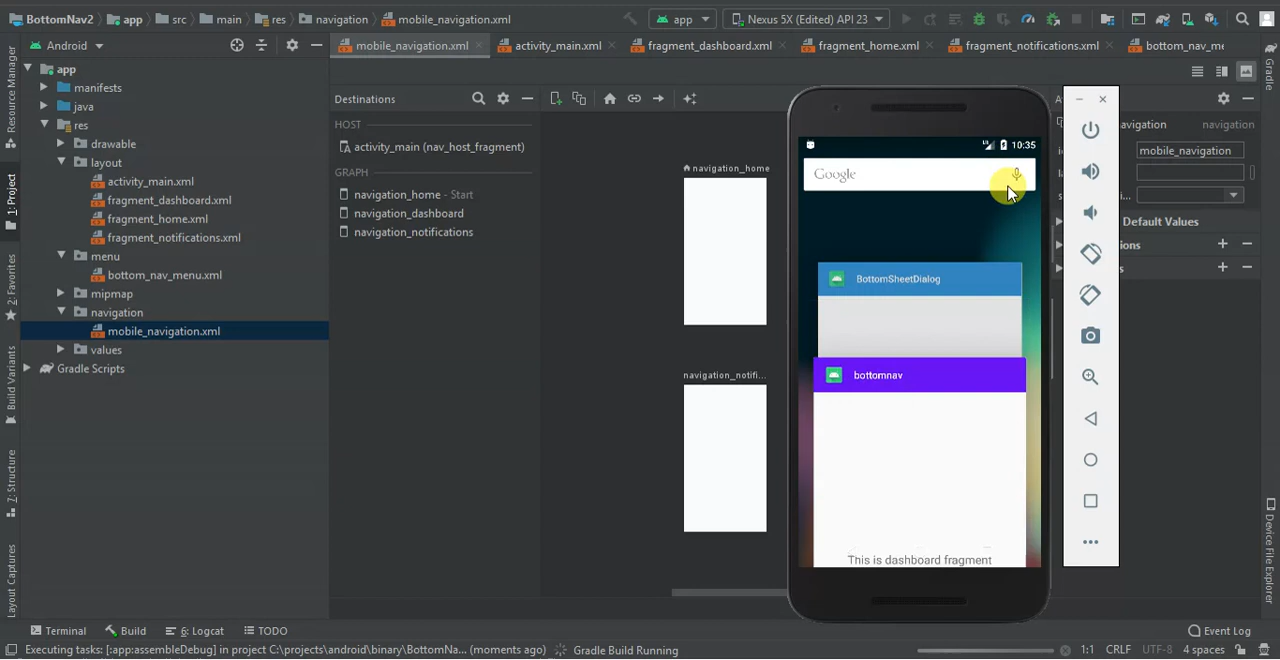 BottomNav2 app src main res navigation mobile_navigation.xml app Nexus 5X (Edited) API 23
Android mobile_navigation.xml activity_main.xml fragment_dashboard.xml fragment_home.xml fragment_notifications.xml bottom_nav_me
Resource Manager
1: Project
2: Favorites
Build Variants
7: Structure
Layout Captures
app
manifests
java
res
drawable
layout
activity_main.xml
fragment_dashboard.xml
fragment_home.xml
fragment_notifications.xml
menu
bottom_nav_menu.xml
mipmap
navigation
mobile_navigation.xml
values
Gradle Scripts
Destinations
HOST
activity_main (nav_host_fragment)
GRAPH
navigation_home - Start
navigation_dashboard
navigation_notifications
navigation_home
navigation_notifi...
10:35
Google
BottomSheetDialog
bottomnav
This is dashboard fragment
avigation navigation
mobile_navigation
Default Values
ions
s
Gradle
Device File Explorer
Terminal Build 6: Logcat TODO Event Log
Executing tasks: [:app:assembleDebug] in project C:\projects\android\binary\BottomNa... (moments ago) Gradle Build Running 1:1 CRLF UTF-8 4 spaces